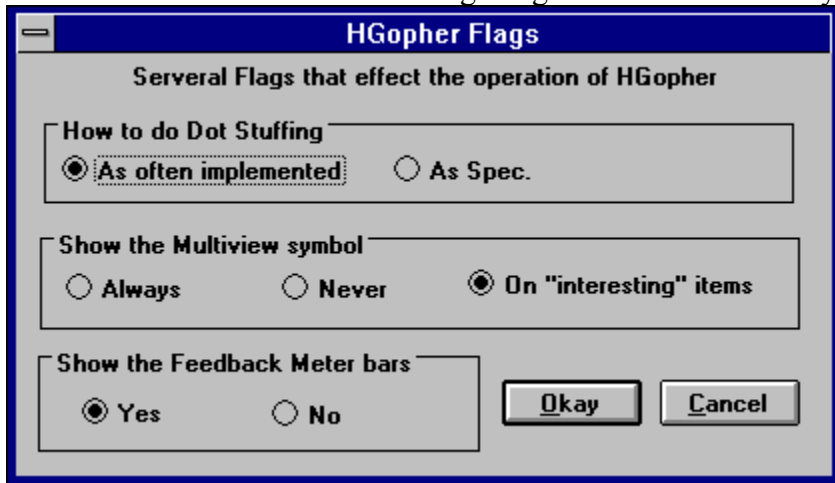 HGopher Flags
Serveral Flags that effect the operation of HGopher
How to do Dot Stuffing
As often implemented As Spec.
Show the Multiview symbol
Always Never On "interesting" items
Show the Feedback Meter bars
Yes No Okay Cancel